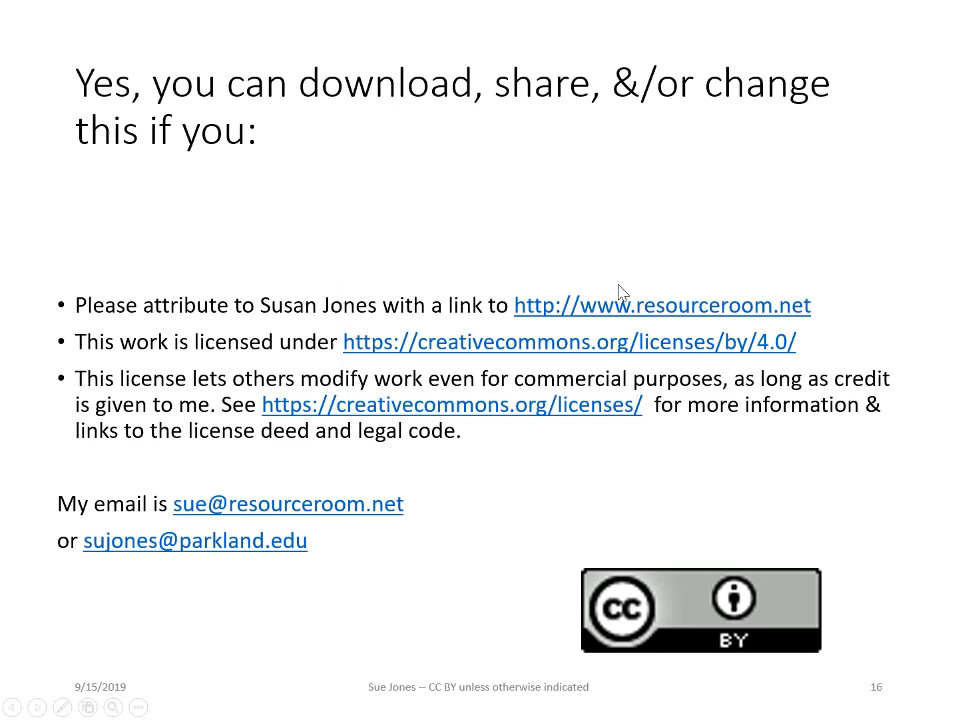 Yes, you can download, share, &/or change
this if you:
• Please attribute to Susan Jones with a link to http://www.resourceroom.net
• This work is licensed under https://creativecommons.org/licenses/by/4.0/
• This license lets others modify work even for commercial purposes, as long as credit
is given to me. See https://creativecommons.org/licenses/ for more information &
links to the license deed and legal code.
My email is sue@resourceroom.net
or sujones@parkland.edu
CC
BY
9/15/2019
Sue Jones -- CC BY unless otherwise indicated
16